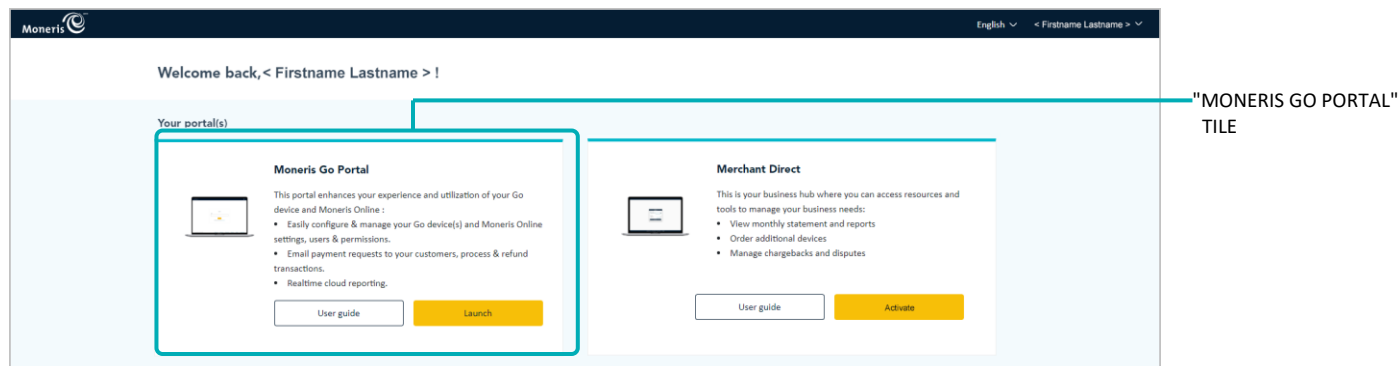 Moneris
English
< Firstname Lastname >
Welcome back,< Firstname Lastname > !
"MONERIS GO PORTAL"
TILE
Your portal(s)
Moneris Go Portal
This portal enhances your experience and utilization of your Go
device and Moneris Online :
• Easily configure & manage your Go device(s) and Moneris Online
settings, users & permissions.
• Email payment requests to your customers, process & refund
transactions.
• Realtime cloud reporting.
User guide
Launch
Merchant Direct
This is your business hub where you can access resources and
tools to manage your business needs:
• View monthly statement and reports
• Order additional devices
• Manage chargebacks and disputes
User guide
Activate